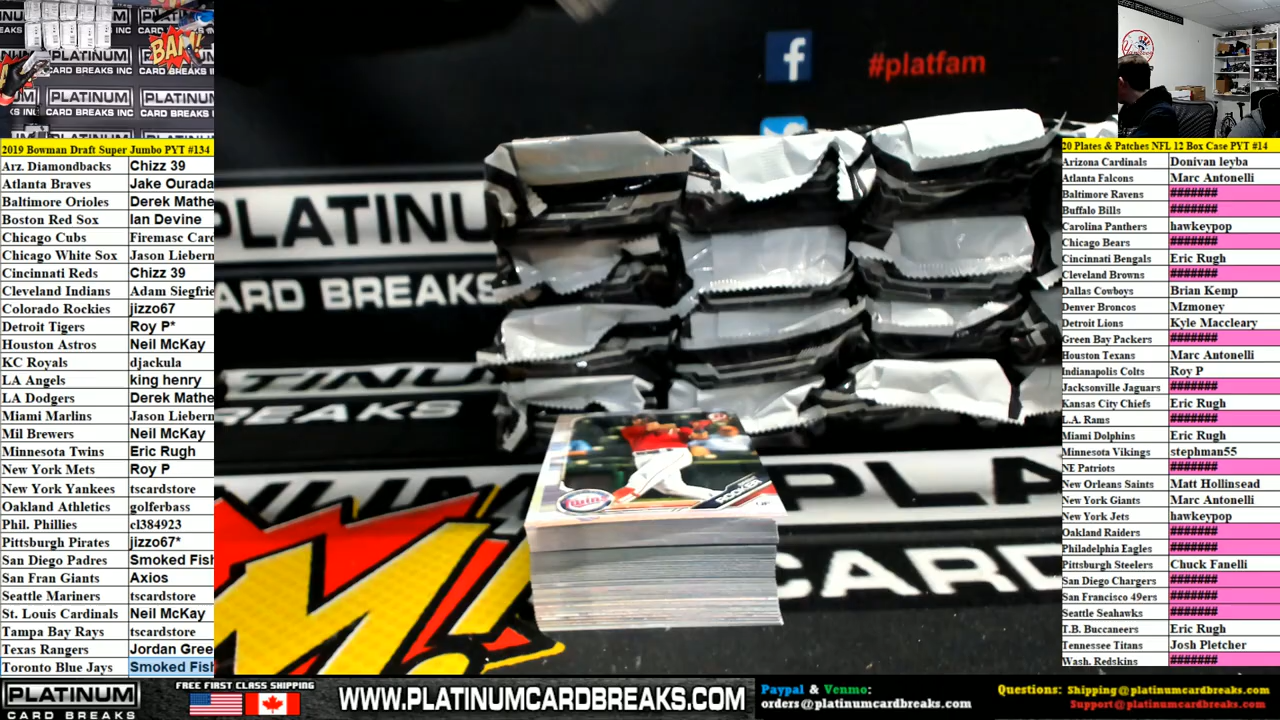 PLATINUM
CARD BREAKS INC
BAM!
PLATINUM
CARD BREAKS INC
PLATINUM
2019 Bowman Draft Super Jumbo PYT #134
Arz. Diamondbacks Chizz 39
Atlanta Braves Jake Ourada
Baltimore Orioles Derek Mathe
Boston Red Sox Ian Devine
Chicago Cubs Firemasc Card
Chicago White Sox Jason Liebern
Cincinnati Reds Chizz 39
Cleveland Indians Adam Siegfrie
Colorado Rockies jizzo67
Detroit Tigers Roy P*
Houston Astros Neil McKay
KC Royals djackula
LA Angels king henry
LA Dodgers Derek Mathe
Miami Marlins Jason Liebern
Mil Brewers Neil McKay
Minnesota Twins Eric Rugh
New York Mets Roy P
New York Yankees tscardstore
Oakland Athletics golferbass
Phil. Phillies cl384923
Pittsburgh Pirates jizzo67*
San Diego Padres Smoked Fish
San Fran Giants Axios
Seattle Mariners tscardstore
St. Louis Cardinals Neil McKay
Tampa Bay Rays tscardstore
Texas Rangers Jordan Gree
Toronto Blue Jays Smoked Fish
#platfam
PLATINU
ARD BREAKS
Twins
PLA
CARD
20 Plates & Patches NFL 12 Box Case PYT #14
Arizona Cardinals Donivan leyba
Atlanta Falcons Marc Antonelli
Baltimore Ravens #######
Buffalo Bills #######
Carolina Panthers hawkeypop
Chicago Bears #######
Cincinnati Bengals Eric Rugh
Cleveland Browns #######
Dallas Cowboys Brian Kemp
Denver Broncos Mzmoney
Detroit Lions Kyle Maccleary
Green Bay Packers #######
Houston Texans Marc Antonelli
Indianapolis Colts Roy P
Jacksonville Jaguars #######
Kansas City Chiefs Eric Rugh
L.A. Rams #######
Miami Dolphins Eric Rugh
Minnesota Vikings stephman55
NE Patriots #######
New Orleans Saints Matt Hollinsead
New York Giants Marc Antonelli
New York Jets hawkeypop
Oakland Raiders #######
Philadelphia Eagles #######
Pittsburgh Steelers Chuck Fanelli
San Diego Chargers #######
San Francisco 49ers #######
Seattle Seahawks #######
T.B. Buccaneers Eric Rugh
Tennessee Titans Josh Pletcher
Wash. Redskins #######
PLATINUM
CARD BREAKS
FREE FIRST CLASS SHIPPING
WWW.PLATINUMCARDBREAKS.COM
Paypal & Venmo:
orders@platinumcardbreaks.com
Questions: Shipping@platinumcardbreaks.com
Support@platinumcardbreaks.com